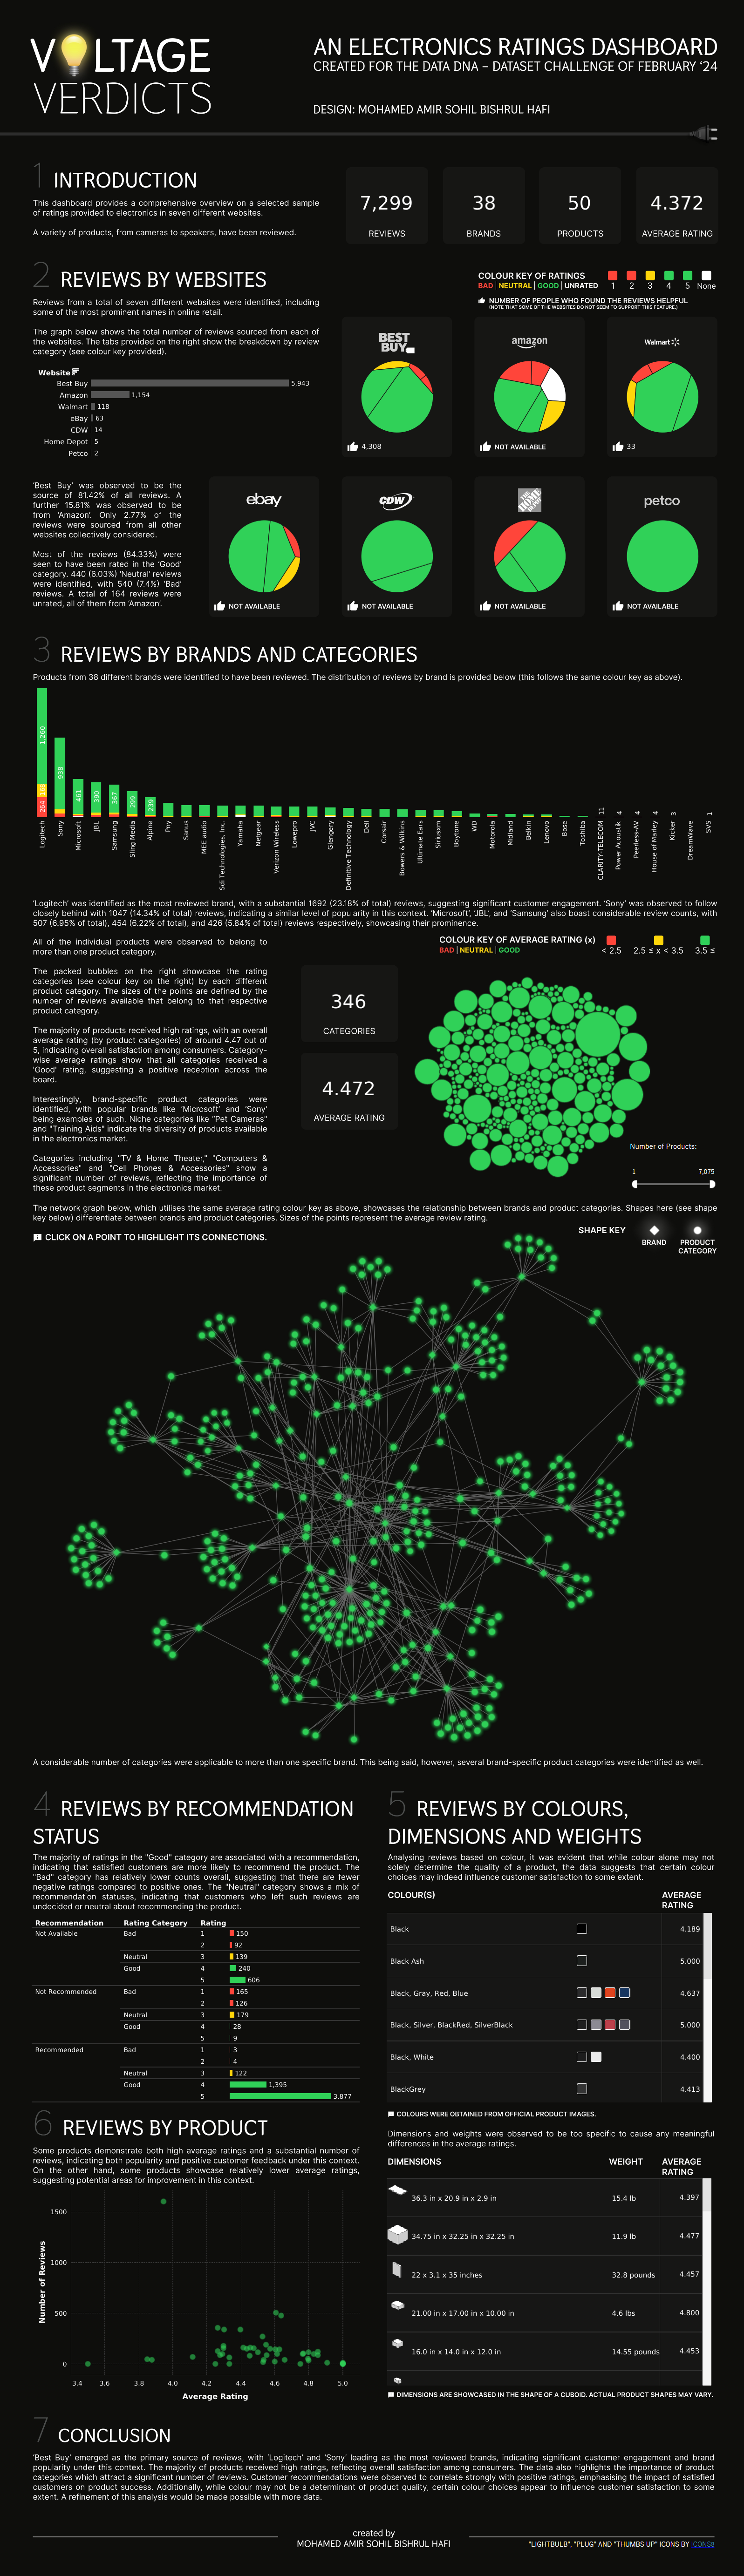 VOLTAGE
VERDICTS
AN ELECTRONICS RATINGS DASHBOARD
CREATED FOR THE DATA DNA – DATASET CHALLENGE OF FEBRUARY ‘24
DESIGN: MOHAMED AMIR SOHIL BISHRUL HAFI
1 INTRODUCTION
This dashboard provides a comprehensive overview on a selected sample
of ratings provided to electronics in seven different websites.
A variety of products, from cameras to speakers, have been reviewed.
7,299
REVIEWS
38
BRANDS
50
PRODUCTS
4.372
AVERAGE RATING
2 REVIEWS BY WEBSITES
Reviews from a total of seven different websites were identified, including
some of the most prominent names in online retail.
The graph below shows the total number of reviews sourced from each of
the websites. The tabs provided on the right show the breakdown by review
category (see colour key provided).
COLOUR KEY OF RATINGS
BAD | NEUTRAL | GOOD | UNRATED
1 2 3 4 5 None
NUMBER OF PEOPLE WHO FOUND THE REVIEWS HELPFUL
(NOTE THAT SOME OF THE WEBSITES DO NOT SEEM TO SUPPORT THIS FEATURE.)
Website
Best Buy 5,943
Amazon 1,154
Walmart 118
eBay 63
CDW 14
Home Depot 5
Petco 2
BEST
BUY
4,308
amazon
NOT AVAILABLE
Walmart
33
‘Best Buy’ was observed to be the
source of 81.42% of all reviews. A
further 15.81% was observed to be
from ‘Amazon’. Only 2.77% of the
reviews were sourced from all other
websites collectively considered.
Most of the reviews (84.33%) were
seen to have been rated in the ‘Good’
category. 440 (6.03%) ‘Neutral’ reviews
were identified, with 540 (7.4%) ‘Bad’
reviews. A total of 164 reviews were
unrated, all of them from ‘Amazon’.
ebay
NOT AVAILABLE
CDW
NOT AVAILABLE
NOT AVAILABLE
petco
NOT AVAILABLE
3 REVIEWS BY BRANDS AND CATEGORIES
Products from 38 different brands were identified to have been reviewed. The distribution of reviews by brand is provided below (this follows the same colour key as above).
1,260
264
938
461
390
367
299
239
11
4
4
4
3
1
Logitech
Sony
Microsoft
JBL
Samsung
Sling Media
Alpine
Pny
Sanus
MEE audio
Sdi Technologies, Inc.
Yamaha
Netgear
Verizon Wireless
Lowepro
JVC
Glengery
Definitive Technology
Dell
Corsair
Bowers & Wilkins
Ultimate Ears
Siriusxm
Boytone
WD
Motorola
Midland
Belkin
Lenovo
Bose
Toshiba
CLARITY-TELECOM
Power Acoustik
Peerless-AV
House of Marley
Kicker
DreamWave
SVS
‘Logitech’ was identified as the most reviewed brand, with a substantial 1692 (23.18% of total) reviews, suggesting significant customer engagement. ‘Sony’ was observed to follow
closely behind with 1047 (14.34% of total) reviews, indicating a similar level of popularity in this context. ‘Microsoft’, ‘JBL’, and ‘Samsung’ also boast considerable review counts, with
507 (6.95% of total), 454 (6.22% of total), and 426 (5.84% of total) reviews respectively, showcasing their prominence.
All of the individual products were observed to belong to
more than one product category.
The packed bubbles on the right showcase the rating
categories (see colour key on the right) by each different
product category. The sizes of the points are defined by the
number of reviews available that belong to that respective
product category.
The majority of products received high ratings, with an overall
average rating (by product categories) of around 4.47 out of
5, indicating overall satisfaction among consumers. Category-
wise average ratings show that all categories received a
‘Good’ rating, suggesting a positive reception across the
board.
Interestingly, brand-specific product categories were
identified, with popular brands like ‘Microsoft’ and ‘Sony’
being examples of such. Niche categories like "Pet Cameras"
and "Training Aids" indicate the diversity of products available
in the electronics market.
Categories including "TV & Home Theater," "Computers &
Accessories" and "Cell Phones & Accessories" show a
significant number of reviews, reflecting the importance of
these product segments in the electronics market.
COLOUR KEY OF AVERAGE RATING (x)
BAD | NEUTRAL | GOOD
< 2.5 2.5 ≤ x < 3.5 3.5 ≤
346
CATEGORIES
4.472
AVERAGE RATING
Number of Products:
1 7,075
The network graph below, which utilises the same average rating colour key as above, showcases the relationship between brands and product categories. Shapes here (see shape
key below) differentiate between brands and product categories. Sizes of the points represent the average review rating.
CLICK ON A POINT TO HIGHLIGHT ITS CONNECTIONS.
SHAPE KEY
BRAND
PRODUCT
CATEGORY
A considerable number of categories were applicable to more than one specific brand. This being said, however, several brand-specific product categories were identified as well.
4 REVIEWS BY RECOMMENDATION
STATUS
The majority of ratings in the "Good" category are associated with a recommendation,
indicating that satisfied customers are more likely to recommend the product. The
"Bad" category has relatively lower counts overall, suggesting that there are fewer
negative ratings compared to positive ones. The "Neutral" category shows a mix of
recommendation statuses, indicating that customers who left such reviews are
undecided or neutral about recommending the product.
Recommendation Rating Category Rating
Not Available Bad 1 150
2 92
Neutral 3 139
Good 4 240
5 606
Not Recommended Bad 1 165
2 126
Neutral 3 179
Good 4 28
5 9
Recommended Bad 1 3
2 4
Neutral 3 122
Good 4 1,395
5 3,877
5 REVIEWS BY COLOURS,
DIMENSIONS AND WEIGHTS
Analysing reviews based on colour, it was evident that while colour alone may not
solely determine the quality of a product, the data suggests that certain colour
choices may indeed influence customer satisfaction to some extent.
COLOUR(S) AVERAGE
RATING
Black 4.189
Black Ash 5.000
Black, Gray, Red, Blue 4.637
Black, Silver, BlackRed, SilverBlack 5.000
Black, White 4.400
BlackGrey 4.413
COLOURS WERE OBTAINED FROM OFFICIAL PRODUCT IMAGES.
Dimensions and weights were observed to be too specific to cause any meaningful
differences in the average ratings.
DIMENSIONS WEIGHT AVERAGE
RATING
36.3 in x 20.9 in x 2.9 in 15.4 lb 4.397
34.75 in x 32.25 in x 32.25 in 11.9 lb 4.477
22 x 3.1 x 35 inches 32.8 pounds 4.457
21.00 in x 17.00 in x 10.00 in 4.6 lbs 4.800
16.0 in x 14.0 in x 12.0 in 14.55 pounds 4.453
DIMENSIONS ARE SHOWCASED IN THE SHAPE OF A CUBOID. ACTUAL PRODUCT SHAPES MAY VARY.
6 REVIEWS BY PRODUCT
Some products demonstrate both high average ratings and a substantial number of
reviews, indicating both popularity and positive customer feedback under this context.
On the other hand, some products showcase relatively lower average ratings,
suggesting potential areas for improvement in this context.
Number of Reviews
1500
1000
500
0
3.4 3.6 3.8 4.0 4.2 4.4 4.6 4.8 5.0
Average Rating
7 CONCLUSION
‘Best Buy’ emerged as the primary source of reviews, with ‘Logitech’ and ‘Sony’ leading as the most reviewed brands, indicating significant customer engagement and brand
popularity under this context. The majority of products received high ratings, reflecting overall satisfaction among consumers. The data also highlights the importance of product
categories which attract a significant number of reviews. Customer recommendations were observed to correlate strongly with positive ratings, emphasising the impact of satisfied
customers on product success. Additionally, while colour may not be a determinant of product quality, certain colour choices appear to influence customer satisfaction to some
extent. A refinement of this analysis would be made possible with more data.
created by
MOHAMED AMIR SOHIL BISHRUL HAFI
"LIGHTBULB", "PLUG" AND "THUMBS UP" ICONS BY ICONS8